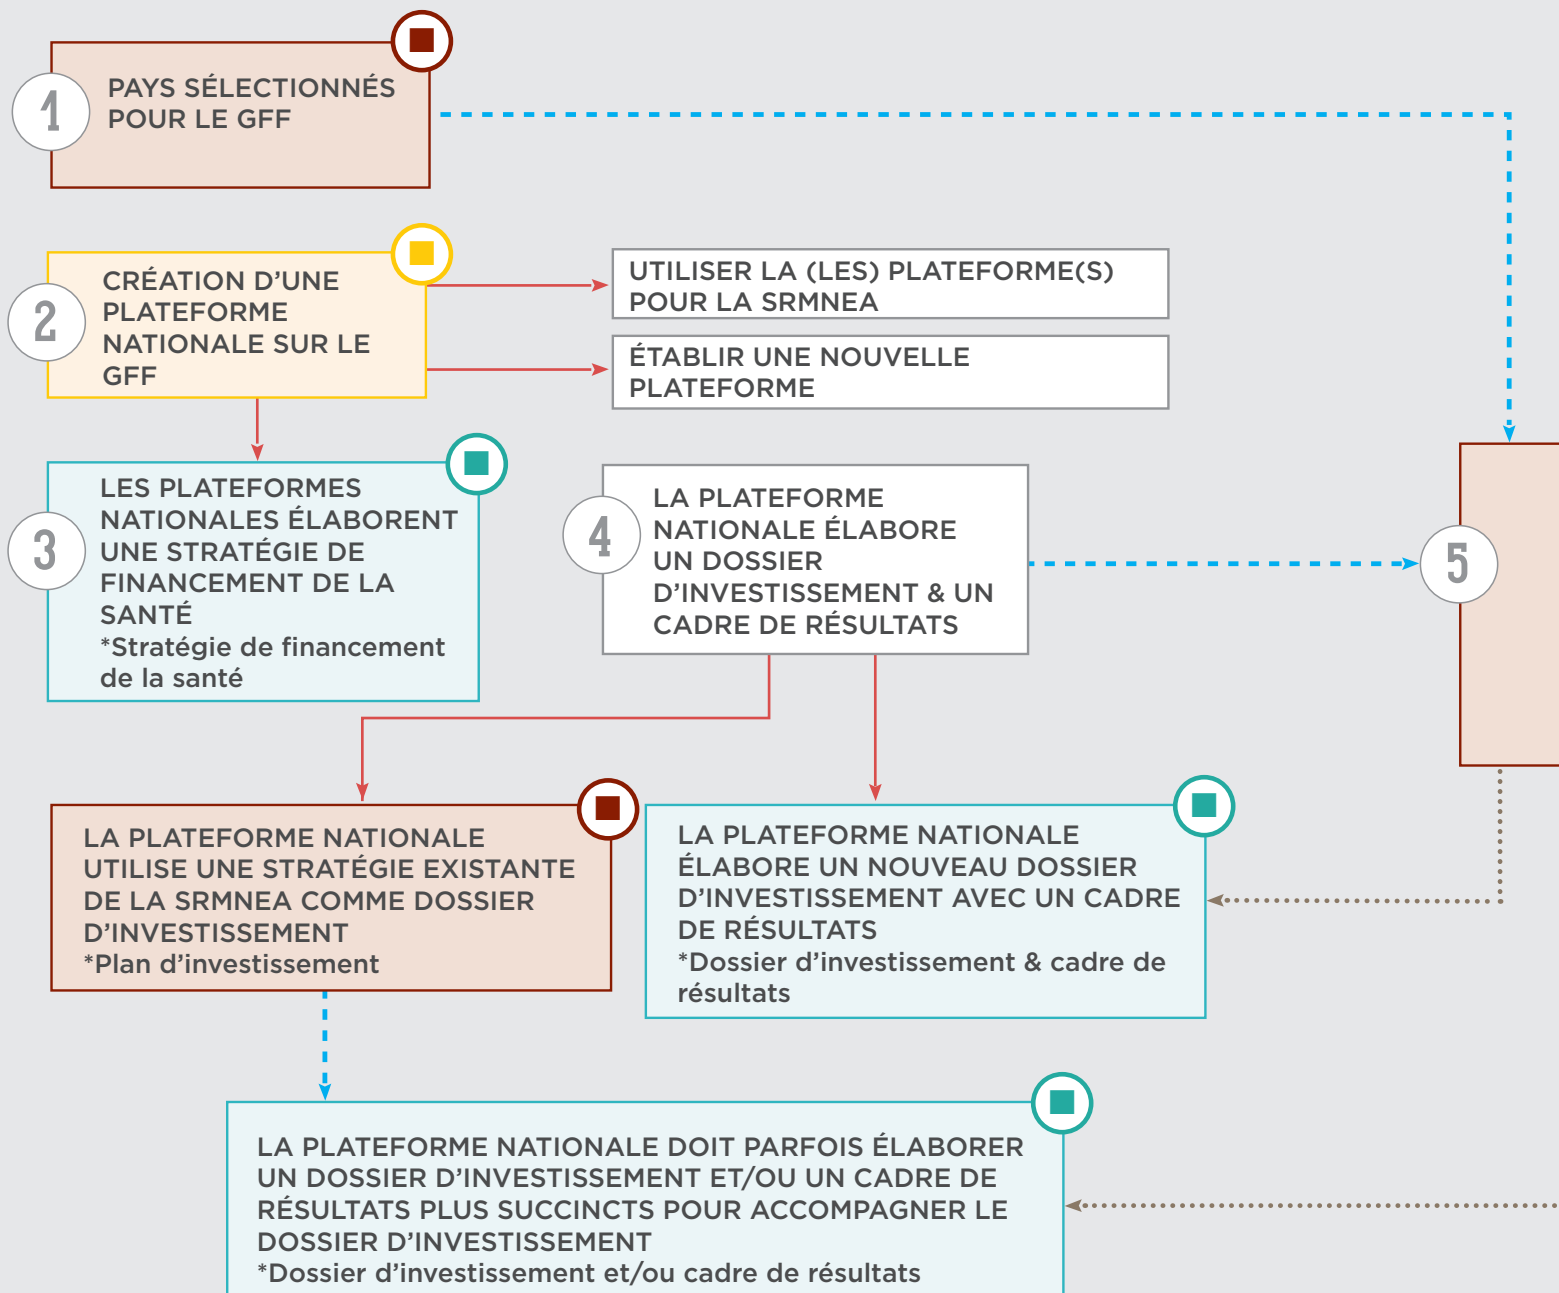 1
PAYS SÉLECTIONNÉS
POUR LE GFF
2
CRÉATION D’UNE
PLATEFORME
NATIONALE SUR LE
GFF
UTILISER LA (LES) PLATEFORME(S)
POUR LA SRMNEA
ÉTABLIR UNE NOUVELLE
PLATEFORME
3
LES PLATEFORMES
NATIONALES ÉLABORENT
UNE STRATÉGIE DE
FINANCEMENT DE LA
SANTÉ
*Stratégie de financement
de la santé
4
LA PLATEFORME
NATIONALE ÉLABORE
UN DOSSIER
D’INVESTISSEMENT & UN
CADRE DE RÉSULTATS
5
LA PLATEFORME NATIONALE
UTILISE UNE STRATÉGIE EXISTANTE
DE LA SRMNEA COMME DOSSIER
D’INVESTISSEMENT
*Plan d’investissement
LA PLATEFORME NATIONALE
ÉLABORE UN NOUVEAU DOSSIER
D’INVESTISSEMENT AVEC UN CADRE
DE RÉSULTATS
*Dossier d’investissement & cadre de
résultats
LA PLATEFORME NATIONALE DOIT PARFOIS ÉLABORER
UN DOSSIER D’INVESTISSEMENT ET/OU UN CADRE DE
RÉSULTATS PLUS SUCCINCTS POUR ACCOMPAGNER LE
DOSSIER D’INVESTISSEMENT
*Dossier d’investissement et/ou cadre de résultats